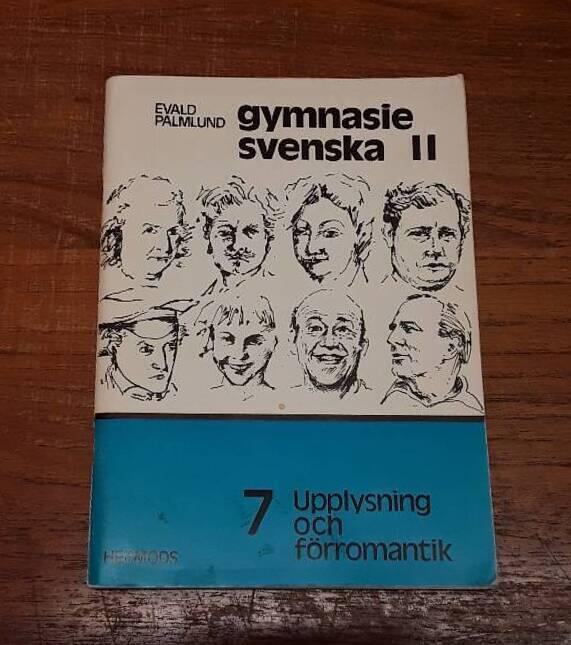 EVALD
PALMLUND
gymnasie
svenska II
7 Upplysning
och
förromantik
HERMODS